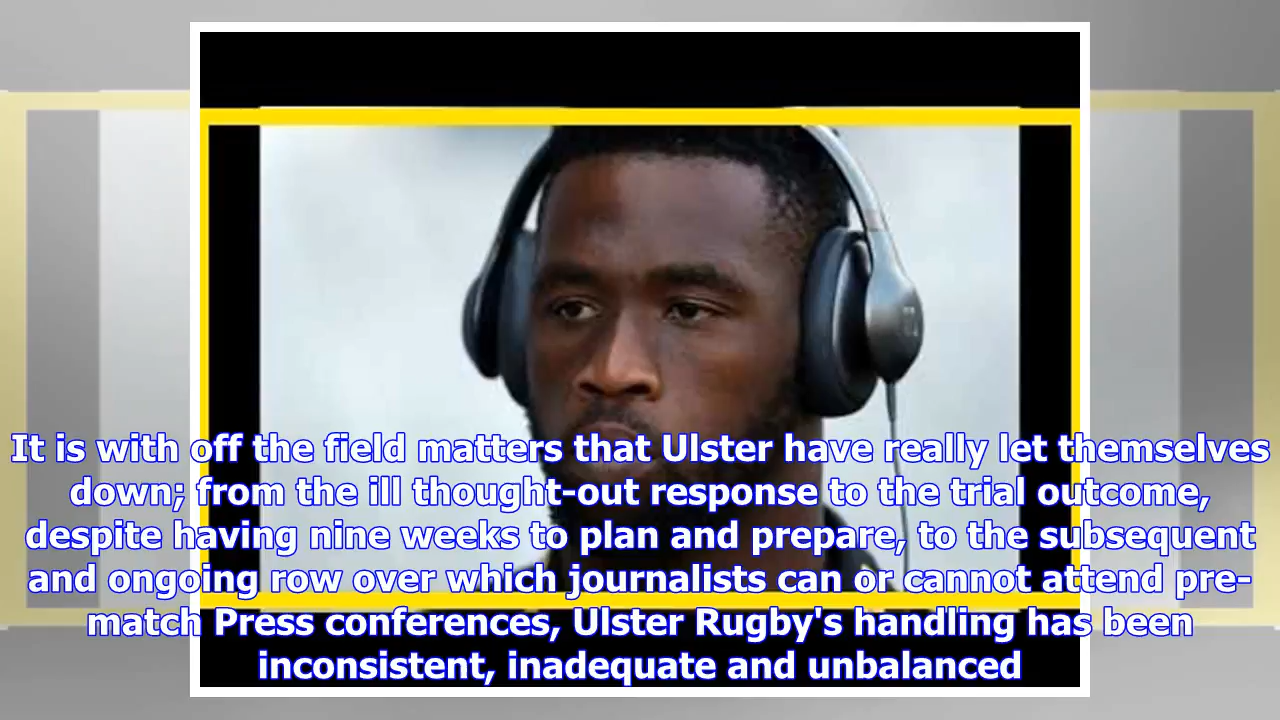 It is with off the field matters that Ulster have really let themselves
down; from the ill thought-out response to the trial outcome,
despite having nine weeks to plan and prepare, to the subsequent
and ongoing row over which journalists can or cannot attend pre-
match Press conferences, Ulster Rugby's handling has been
inconsistent, inadequate and unbalanced